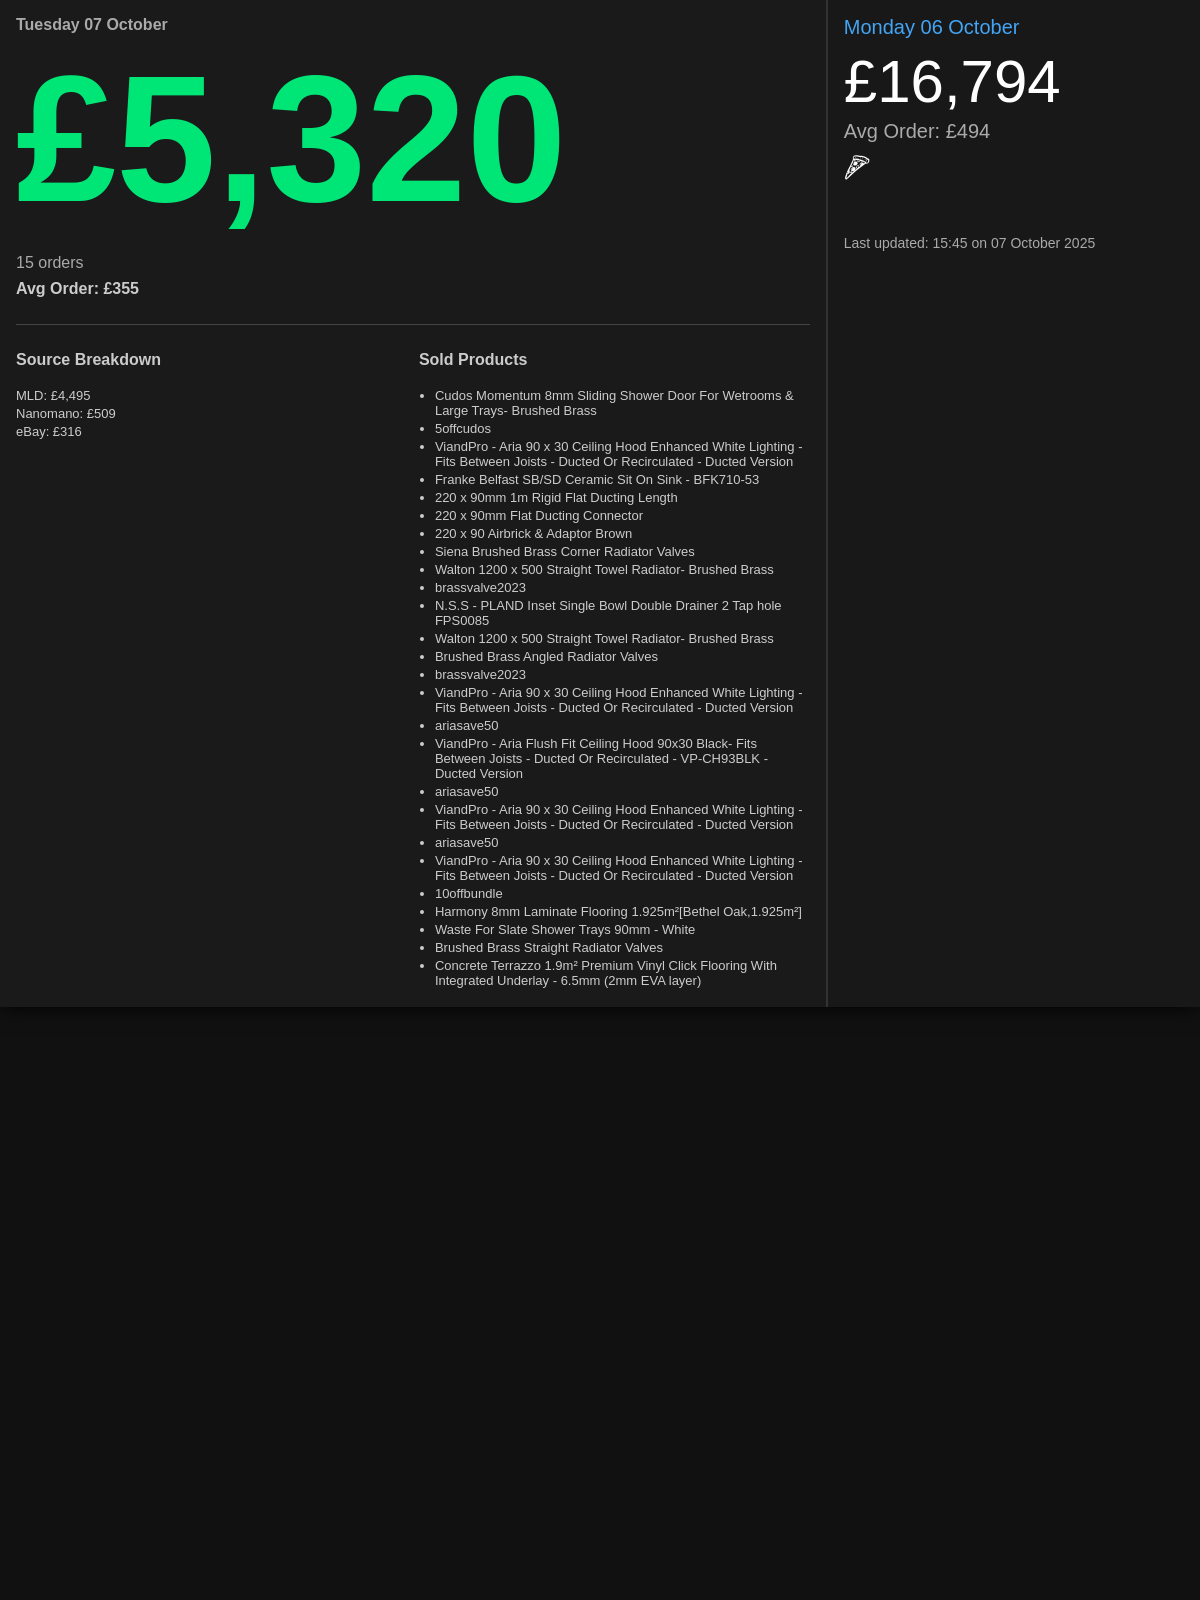 Tuesday 07 October
£5,320
15 orders
Avg Order: £355
Source Breakdown
MLD: £4,495
Nanomano: £509
eBay: £316
Sold Products
Cudos Momentum 8mm Sliding Shower Door For Wetrooms &
Large Trays- Brushed Brass
5offcudos
ViandPro - Aria 90 x 30 Ceiling Hood Enhanced White Lighting -
Fits Between Joists - Ducted Or Recirculated - Ducted Version
Franke Belfast SB/SD Ceramic Sit On Sink - BFK710-53
220 x 90mm 1m Rigid Flat Ducting Length
220 x 90mm Flat Ducting Connector
220 x 90 Airbrick & Adaptor Brown
Siena Brushed Brass Corner Radiator Valves
Walton 1200 x 500 Straight Towel Radiator- Brushed Brass
brassvalve2023
N.S.S - PLAND Inset Single Bowl Double Drainer 2 Tap hole
FPS0085
Walton 1200 x 500 Straight Towel Radiator- Brushed Brass
Brushed Brass Angled Radiator Valves
brassvalve2023
ViandPro - Aria 90 x 30 Ceiling Hood Enhanced White Lighting -
Fits Between Joists - Ducted Or Recirculated - Ducted Version
ariasave50
ViandPro - Aria Flush Fit Ceiling Hood 90x30 Black- Fits
Between Joists - Ducted Or Recirculated - VP-CH93BLK -
Ducted Version
ariasave50
ViandPro - Aria 90 x 30 Ceiling Hood Enhanced White Lighting -
Fits Between Joists - Ducted Or Recirculated - Ducted Version
ariasave50
ViandPro - Aria 90 x 30 Ceiling Hood Enhanced White Lighting -
Fits Between Joists - Ducted Or Recirculated - Ducted Version
10offbundle
Harmony 8mm Laminate Flooring 1.925m²[Bethel Oak,1.925m²]
Waste For Slate Shower Trays 90mm - White
Brushed Brass Straight Radiator Valves
Concrete Terrazzo 1.9m² Premium Vinyl Click Flooring With
Integrated Underlay - 6.5mm (2mm EVA layer)
Monday 06 October
£16,794
Avg Order: £494
Last updated: 15:45 on 07 October 2025